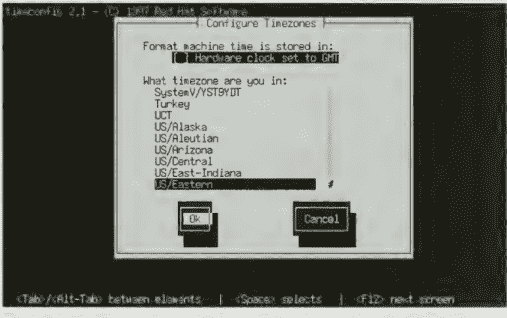 timeconfig 2.1 - (C) 1997 Red Hat Software
Configure Timezones
Format machine time is stored in:
[ ] Hardware clock set to GMT
What timezone are you in:
SystemV/YST9YDT
Turkey
UCT
US/Alaska
US/Aleutian
US/Arizona
US/Central
US/East-Indiana
US/Eastern #
Ok Cancel
<Tab>/<Alt-Tab> between elements | <Space> selects | <F12> next screen